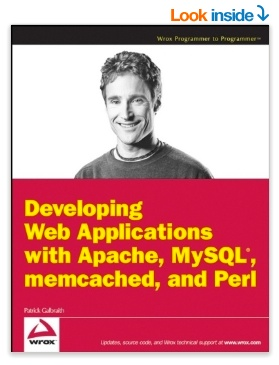 Look inside
Wrox Programmer to Programmer™
Developing
Web Applications
with Apache, MySQL®,
memcached, and Perl
Patrick Galbraith
wrox™
Updates, source code, and Wrox technical support at www.wrox.com